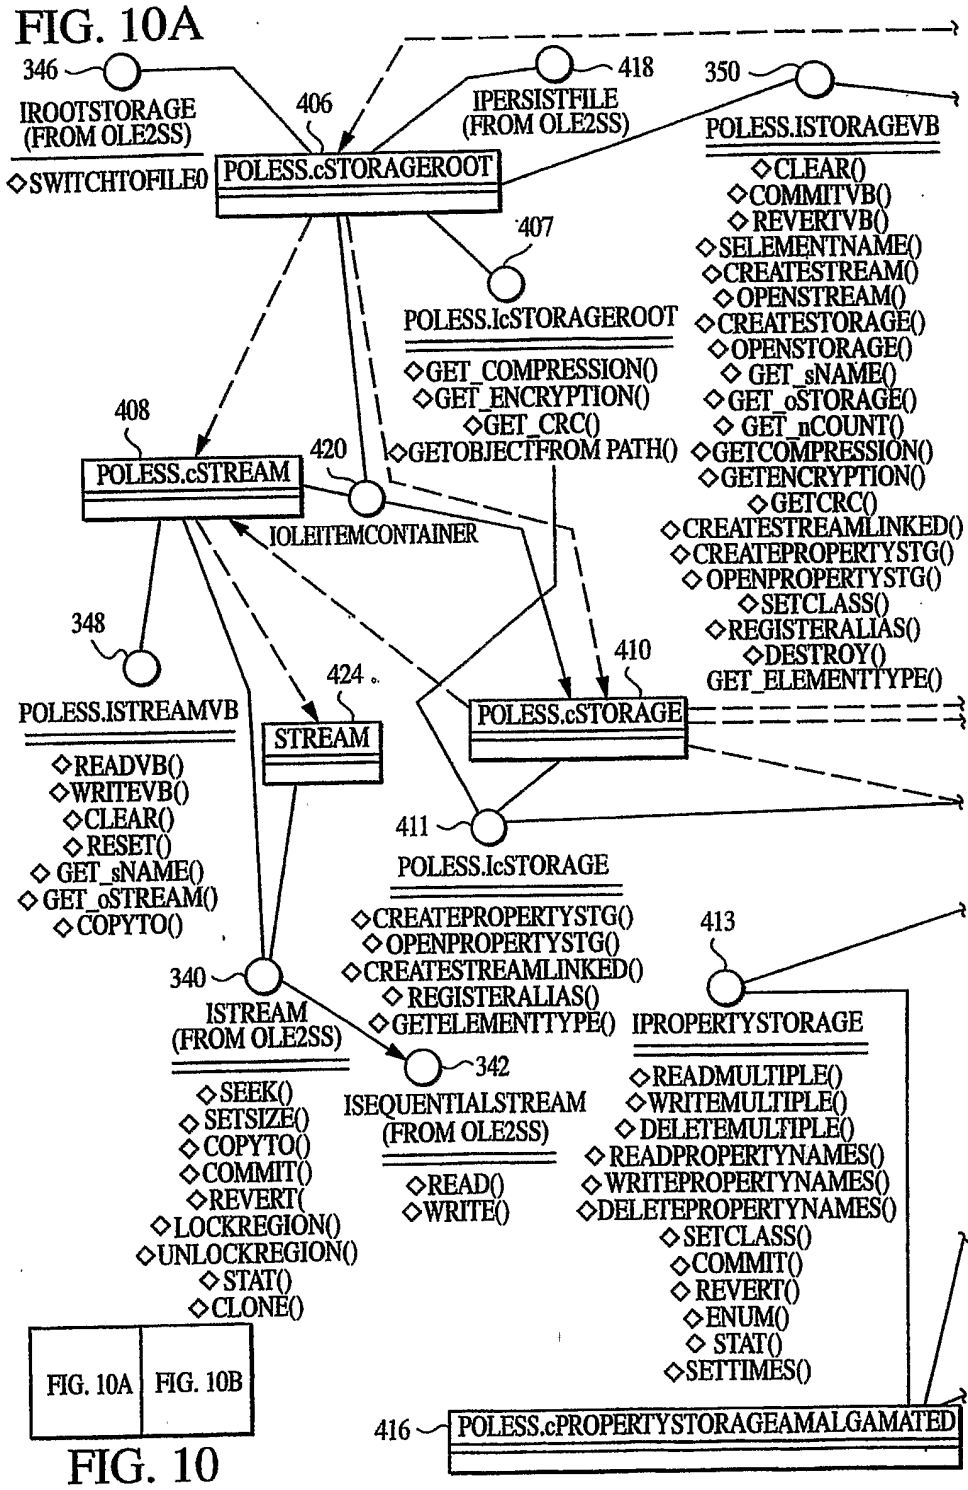 FIG. 10A
346
IROOTSTORAGE
(FROM OLE2SS)
◇SWITCHTOFILE()
406
POLESS.cSTORAGEROOT
418
IPERSISTFILE
(FROM OLE2SS)
350
POLESS.ISTORAGEVB
◇CLEAR()
◇COMMITVB()
◇REVERTVB()
◇SELEMENTNAME()
◇CREATESTREAM()
◇OPENSTREAM()
◇CREATESTORAGE()
◇OPENSTORAGE()
◇ GET_sNAME()
◇GET_oSTORAGE()
◇ GET_nCOUNT()
◇GETCOMPRESSION()
◇GETENCRYPTION()
◇GETCRC()
◇CREATESTREAMLINKED()
◇CREATEPROPERTYSTG()
◇OPENPROPERTYSTG()
◇SETCLASS()
◇REGISTERALIAS()
◇DESTROY()
GET_ELEMENTTYPE()
407
POLESS.IcSTORAGEROOT
◇GET_COMPRESSION()
◇GET_ENCRYPTION()
◇GET_CRC()
◇GETOBJECTFROM PATH()
408
POLESS.cSTREAM
420
IOLEITEMCONTAINER
348
POLESS.ISTREAMVB
◇READVB()
◇WRITEVB()
◇CLEAR()
◇RESET()
◇ GET_sNAME()
◇ GET_oSTREAM()
◇COPYTO()
424
STREAM
410
POLESS.cSTORAGE
411
POLESS.IcSTORAGE
◇CREATEPROPERTYSTG()
◇OPENPROPERTYSTG()
◇CREATESTREAMLINKED()
◇REGISTERALIAS()
◇GETELEMENTTYPE()
340
ISTREAM
(FROM OLE2SS)
◇SEEK()
◇SETSIZE()
◇COPYTO()
◇COMMIT()
◇REVERT(
◇LOCKREGION()
◇UNLOCKREGION()
◇STAT()
◇CLONE()
342
ISEQUENTIALSTREAM
(FROM OLE2SS)
◇READ()
◇WRITE()
413
IPROPERTYSTORAGE
◇READMULTIPLE()
◇WRITEMULTIPLE()
◇DELETEMULTIPLE()
◇READPROPERTYNAMES()
◇WRITEPROPERTYNAMES()
◇DELETEPROPERTYNAMES()
◇SETCLASS()
◇COMMIT()
◇REVERT()
◇ENUM()
◇ STAT()
◇SETTIMES()
416
POLESS.cPROPERTYSTORAGEAMALGAMATED
FIG. 10A
FIG. 10B
FIG. 10